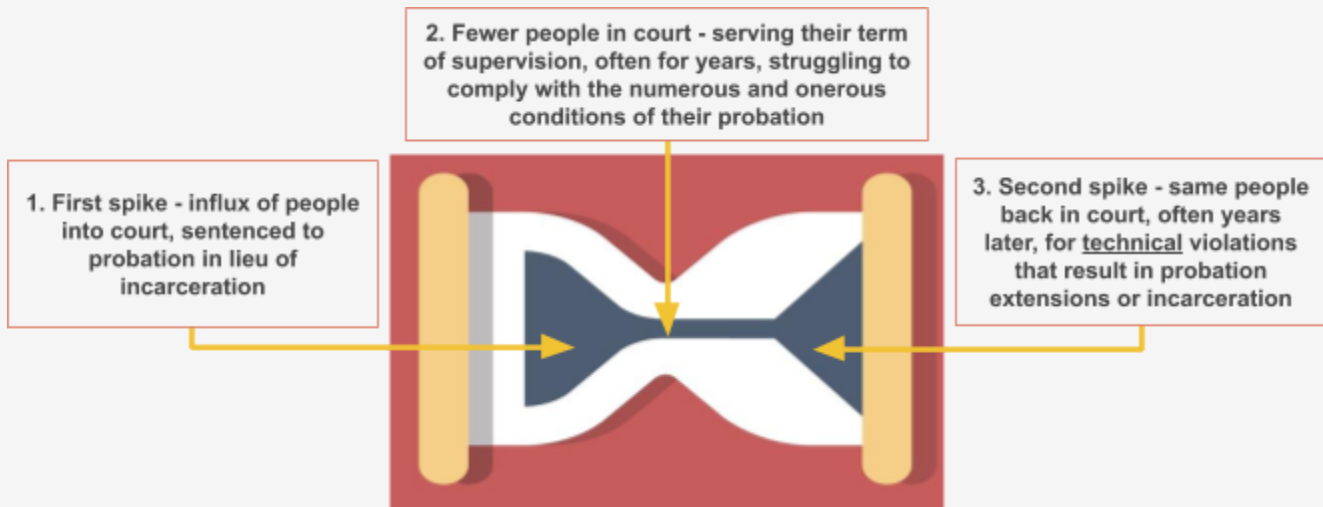 1. First spike - influx of people
into court, sentenced to
probation in lieu of
incarceration
2. Fewer people in court - serving their term
of supervision, often for years, struggling to
comply with the numerous and onerous
conditions of their probation
3. Second spike - same people
back in court, often years
later, for technical violations
that result in probation
extensions or incarceration